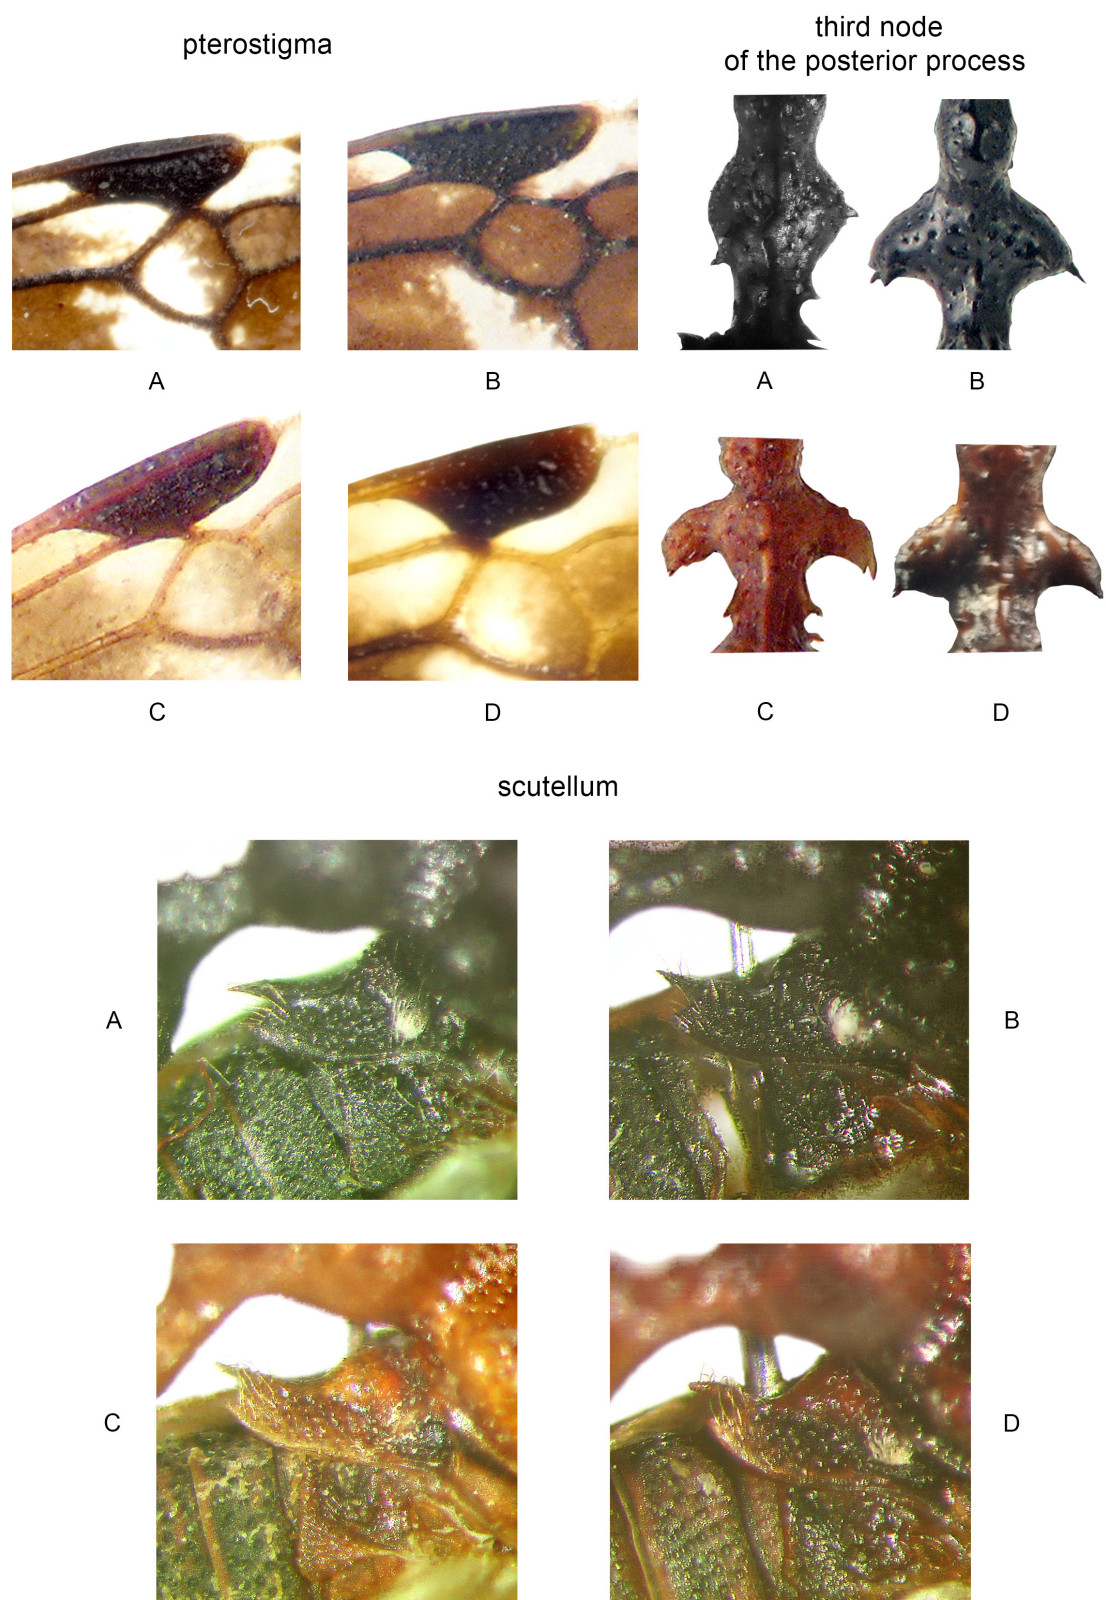 pterostigma
third node
of the posterior process
A
B
A
B
C
D
C
D
scutellum
A
B
C
D